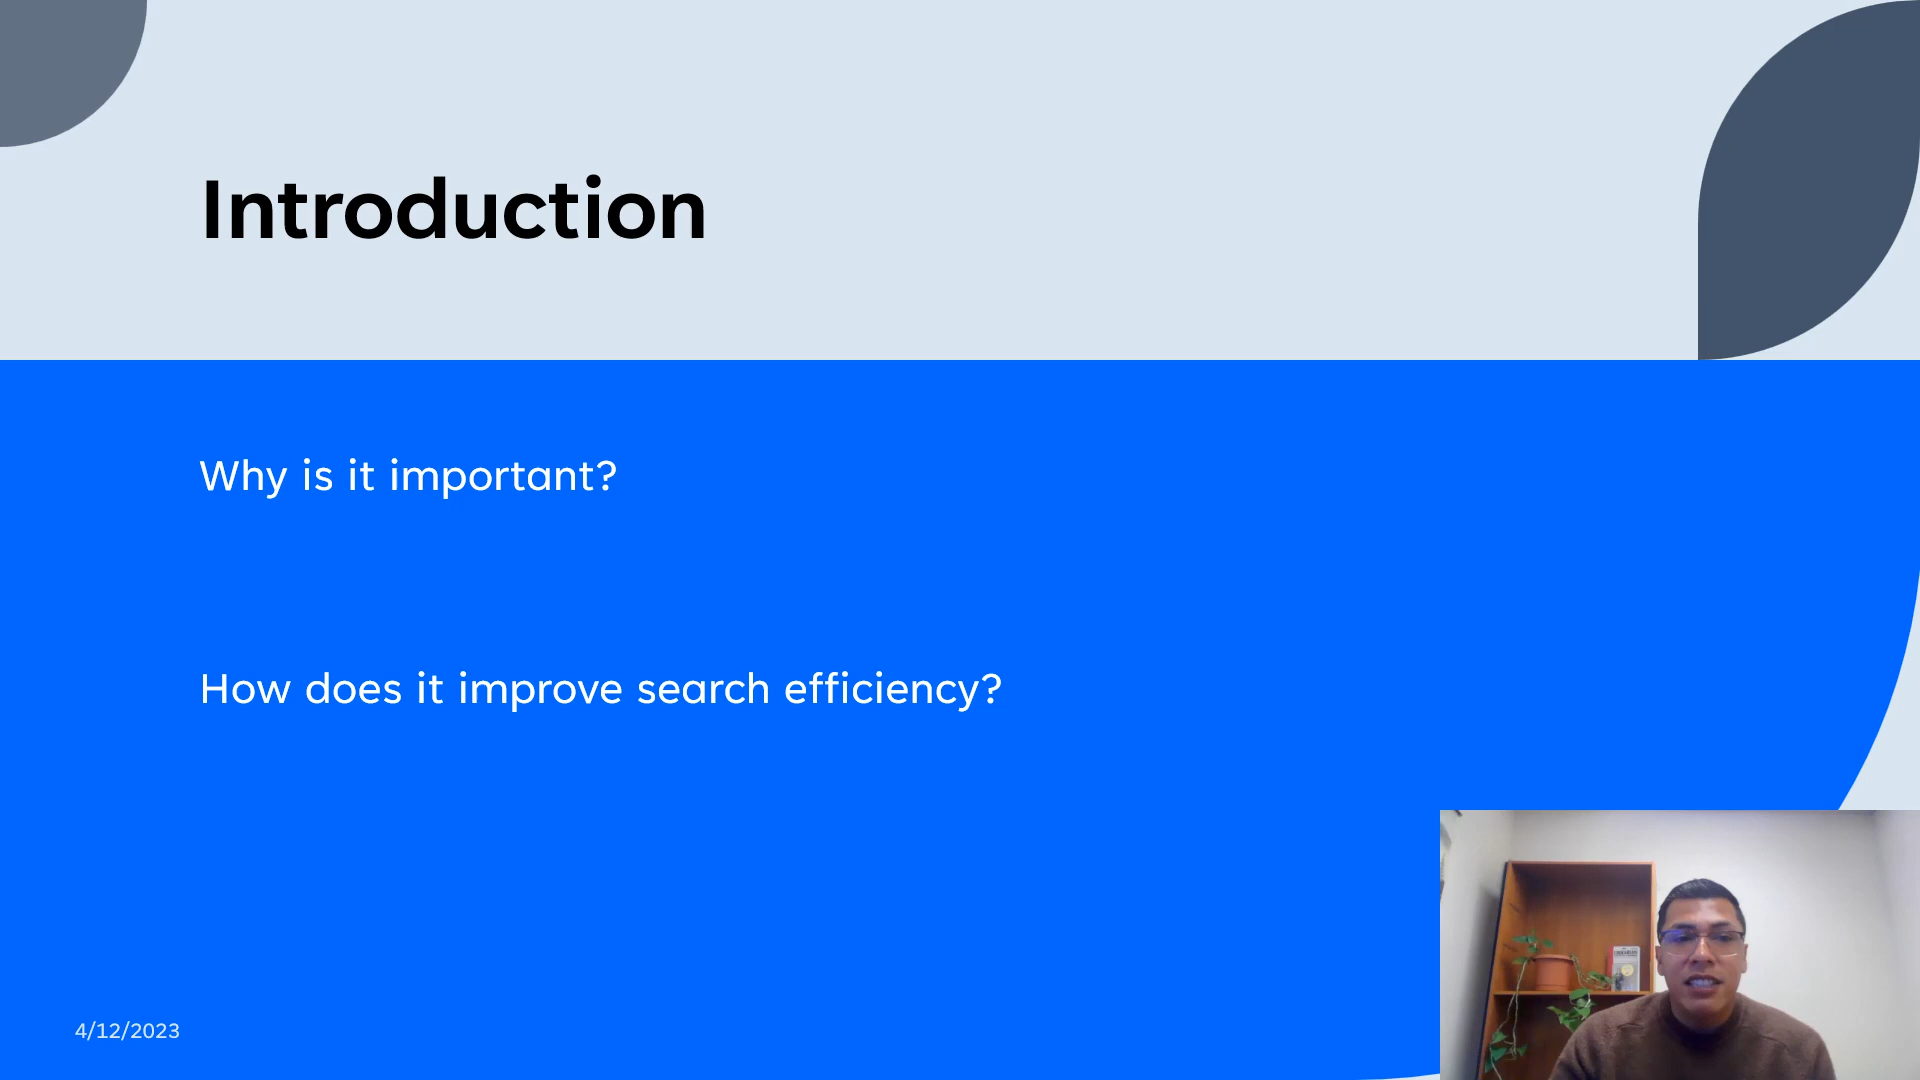 Introduction
Why is it important?
How does it improve search efficiency?
4/12/2023